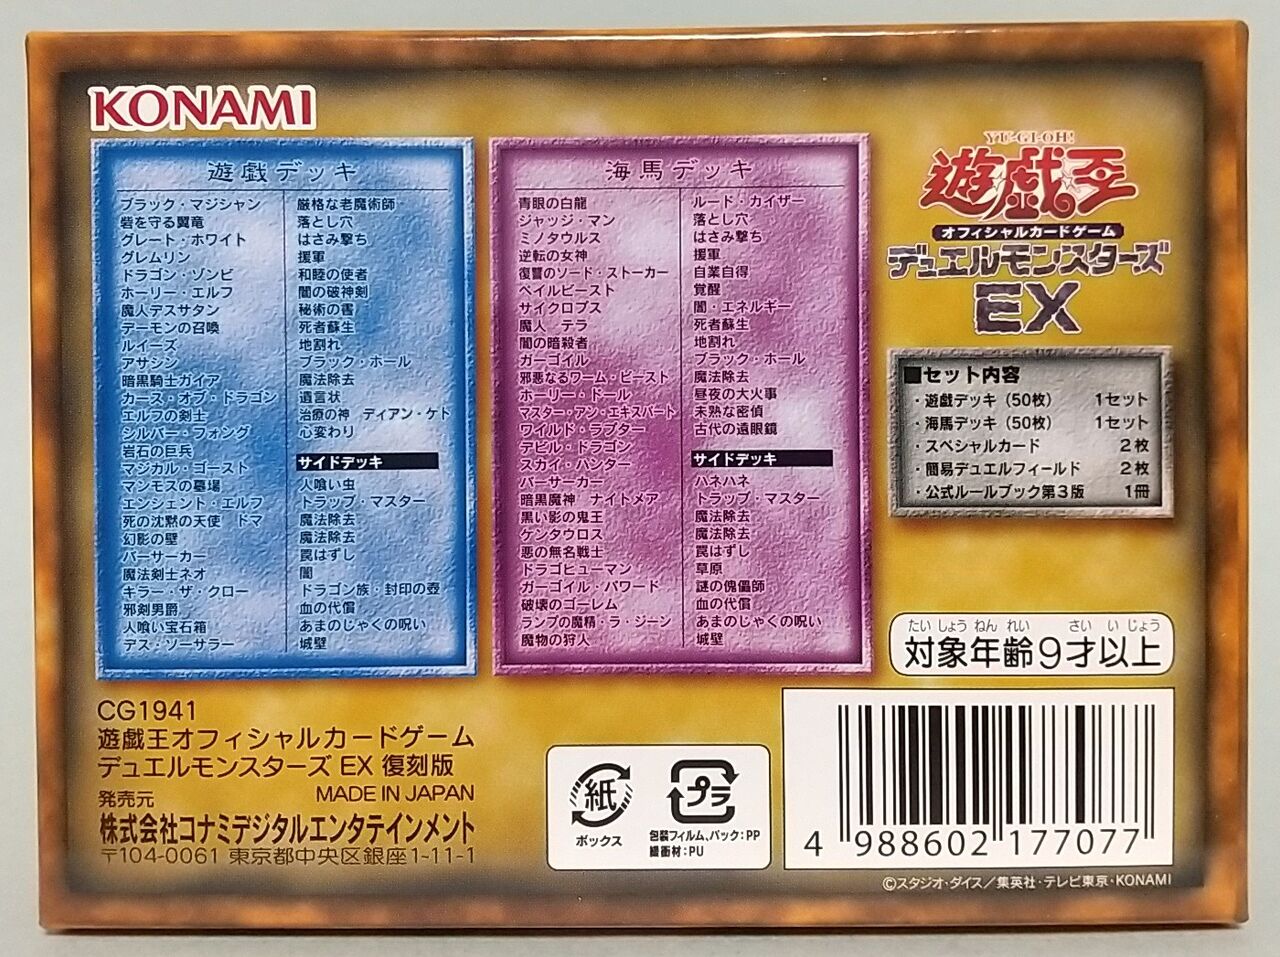 KONAMI
遊戯デッキ
ブラック・マジシャン
砦を守る翼竜
グレート・ホワイト
グレムリン
ドラゴン・ゾンビ
ホーリー・エルフ
魔人デスサタン
デーモンの召喚
ルイーズ
アサシン
暗黒騎士ガイア
カース・オブ・ドラゴン
エルフの剣士
シルバー・フォング
岩石の巨兵
マジカル・ゴースト
マンモスの墓場
エンシェント・エルフ
死の沈黙の天使 ドマ
幻影の壁
バーサーカー
魔法剣士ネオ
キラー・ザ・クロー
邪剣男爵
人喰い宝石箱
デス・ソーサラー
厳格な老魔術師
落とし穴
はさみ撃ち
援軍
和睦の使者
闇の破神剣
秘術の書
死者蘇生
地割れ
ブラック・ホール
魔法除去
遺言状
治療の神 ディアン・ケト
心変わり
サイドデッキ
人喰い虫
トラップ・マスター
魔法除去
魔法除去
罠はずし
闇
ドラゴン族・封印の壺
血の代償
あまのじゃくの呪い
城壁
海馬デッキ
青眼の白龍
ジャッジ・マン
ミノタウルス
逆転の女神
復讐のソード・ストーカー
ベイルビースト
サイクロプス
魔人 テラ
闇の暗殺者
ガーゴイル
邪悪なるワーム・ビースト
ホーリー・ドール
マスター・アン・エキスパート
ワイルド・ラプター
デビル・ドラゴン
スカイ・ハンター
バーサーカー
暗黒魔神 ナイトメア
黒い影の鬼王
ケンタウロス
悪の無名戦士
ドラゴヒューマン
ガーゴイル・パワード
破壊のゴーレム
ランプの魔精・ラ・ジーン
魔物の狩人
ルード・カイザー
落とし穴
はさみ撃ち
援軍
自業自得
覚醒
闇・エネルギー
死者蘇生
地割れ
ブラック・ホール
魔法除去
昼夜の大火事
未熟な密偵
古代の遠眼鏡
サイドデッキ
ハネハネ
トラップ・マスター
魔法除去
魔法除去
罠はずし
草原
謎の傀儡師
血の代償
あまのじゃくの呪い
城壁
YU-GI-OH!
遊☆戯☆王
オフィシャルカードゲーム
デュエルモンスターズ
EX
■セット内容
・遊戯デッキ（50枚） 1セット
・海馬デッキ（50枚） 1セット
・スペシャルカード 2枚
・簡易デュエルフィールド 2枚
・公式ルールブック第3版 1冊
たい しょう ねん れい さい い じょう
対象年齢9才以上
CG1941
遊戯王オフィシャルカードゲーム
デュエルモンスターズ EX 復刻版
MADE IN JAPAN
発売元
株式会社コナミデジタルエンタテインメント
〒104-0061 東京都中央区銀座1-11-1
紙
ボックス
プラ
包装フィルム、パック:PP
緩衝材:PU
4 988602 177077
©スタジオ・ダイス／集英社・テレビ東京・KONAMI